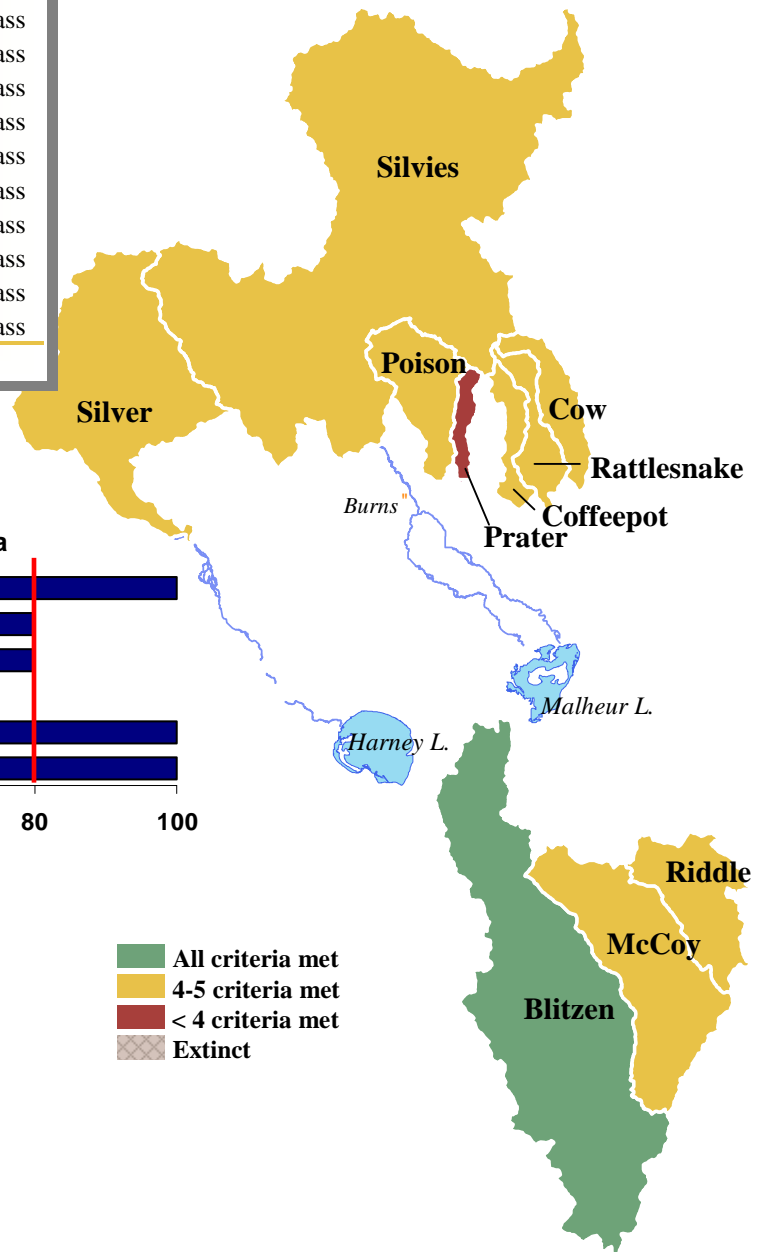 ass
ass
ass
ass
ass
ass
ass
ass
ass
ass
Silvies
Poison
Silver
Cow
Rattlesnake
Burns"
Coffeepot
Prater
a
Malheur L.
Harney L.
80 100
Riddle
McCoy
Blitzen
All criteria met
4-5 criteria met
< 4 criteria met
Extinct